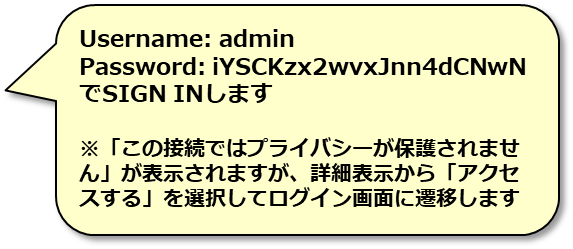 Username: admin
Password: iYSCKzx2wvxJnn4dCNwN
でSIGN INします
※「この接続ではプライバシーが保護されませ
ん」が表示されますが、詳細表示から「アクセ
スする」を選択してログイン画面に遷移します